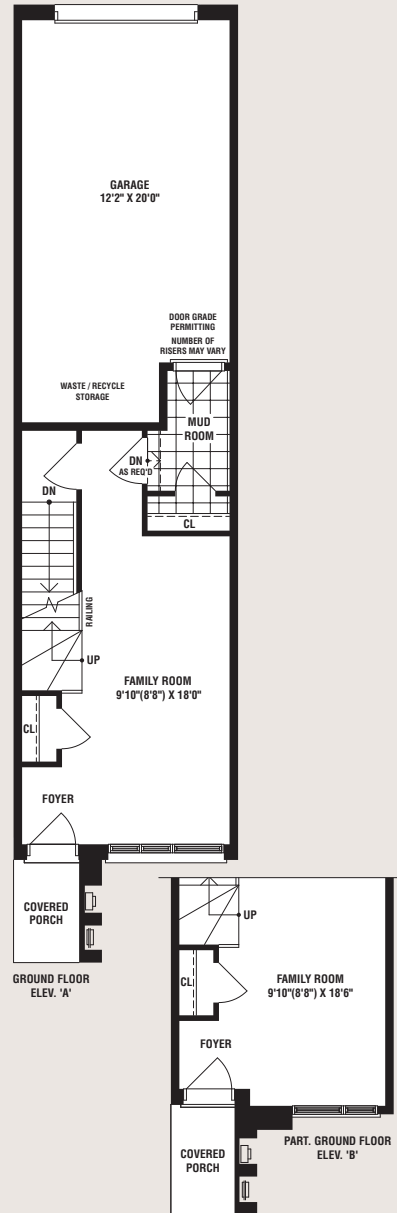 GARAGE
12'2" X 20'0"
DOOR GRADE
PERMITTING
NUMBER OF
RISERS MAY VARY
WASTE / RECYCLE
STORAGE
MUD
ROOM
DN
AS REQ'D
DN
CL
RAILING
UP
FAMILY ROOM
9'10"(8'8") X 18'0"
CL
FOYER
COVERED
PORCH
GROUND FLOOR
ELEV. 'A'
UP
CL
FAMILY ROOM
9'10"(8'8") X 18'6"
FOYER
COVERED
PORCH
PART. GROUND FLOOR
ELEV. 'B'